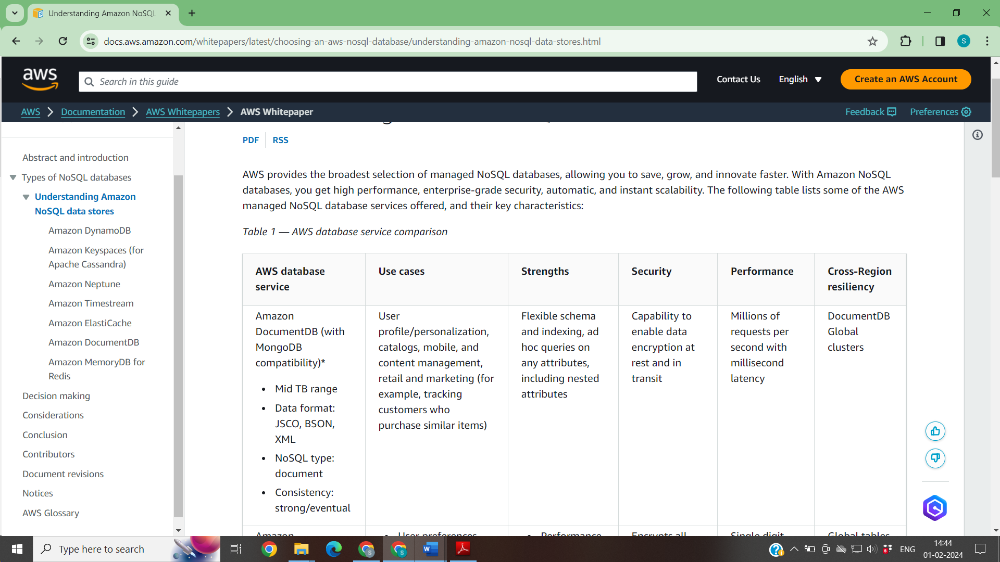 Understanding Amazon NoSQL
docs.aws.amazon.com/whitepapers/latest/choosing-an-aws-nosql-database/understanding-amazon-nosql-data-stores.html
S
aws
Search in this guide
Contact Us
English
Create an AWS Account
AWS
Documentation
AWS Whitepapers
AWS Whitepaper
Feedback
Preferences
Abstract and introduction
Types of NoSQL databases
Understanding Amazon
NoSQL data stores
Amazon DynamoDB
Amazon Keyspaces (for
Apache Cassandra)
Amazon Neptune
Amazon Timestream
Amazon ElastiCache
Amazon DocumentDB
Amazon MemoryDB for
Redis
Decision making
Considerations
Conclusion
Contributors
Document revisions
Notices
AWS Glossary
PDF
RSS
AWS provides the broadest selection of managed NoSQL databases, allowing you to save, grow, and innovate faster. With Amazon NoSQL
databases, you get high performance, enterprise-grade security, automatic, and instant scalability. The following table lists some of the AWS
managed NoSQL database services offered, and their key characteristics:
Table 1 — AWS database service comparison
AWS database
service
Use cases
Strengths
Security
Performance
Cross-Region
resiliency
Amazon
DocumentDB (with
MongoDB
compatibility)*
• Mid TB range
• Data format:
JSCO, BSON,
XML
• NoSQL type:
document
• Consistency:
strong/eventual
User
profile/personalization,
catalogs, mobile, and
content management,
retail and marketing (for
example, tracking
customers who
purchase similar items)
Flexible schema
and indexing, ad
hoc queries on
any attributes,
including nested
attributes
Capability to
enable data
encryption at
rest and in
transit
Millions of
requests per
second with
millisecond
latency
DocumentDB
Global
clusters
Amazon
• User preferences
• Performance
Encrypts all
Single digit
Global tables
Type here to search
ENG
14:44
01-02-2024